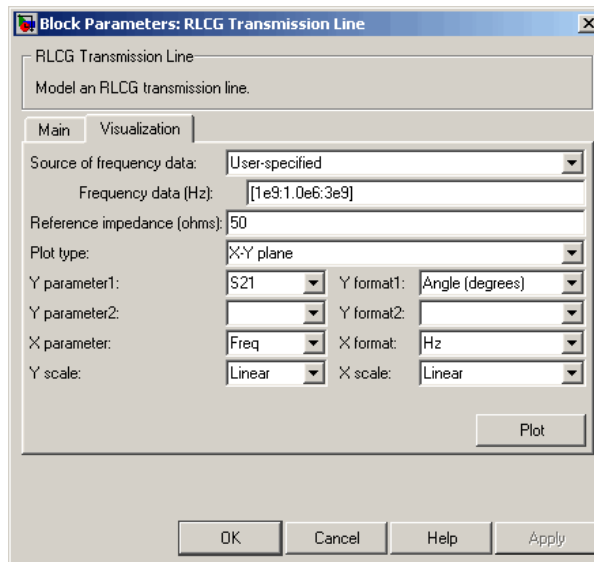 Block Parameters: RLCG Transmission Line
RLCG Transmission Line
Model an RLCG transmission line.
Main Visualization
Source of frequency data: User-specified
Frequency data (Hz): [1e9:1.0e6:3e9]
Reference impedance (ohms): 50
Plot type: X-Y plane
Y parameter1: S21 Y format1: Angle (degrees)
Y parameter2: Y format2:
X parameter: Freq X format: Hz
Y scale: Linear X scale: Linear
Plot
OK Cancel Help Apply